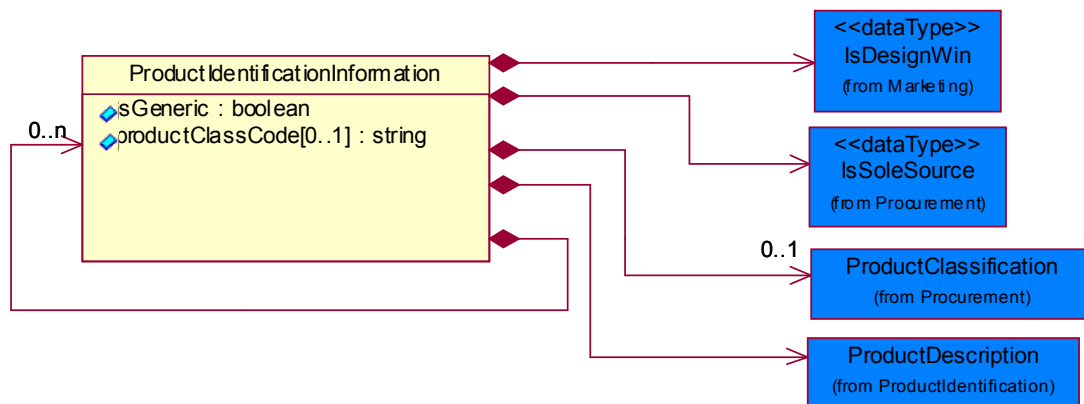 ProductIdentificationInformation
sGeneric : boolean
productClassCode[0..1] : string
0..n
<<dataType>>
IsDesignWin
(from Marketing)
<<dataType>>
IsSoleSource
(from Procurement)
0..1
ProductClassification
(from Procurement)
ProductDescription
(from ProductIdentification)